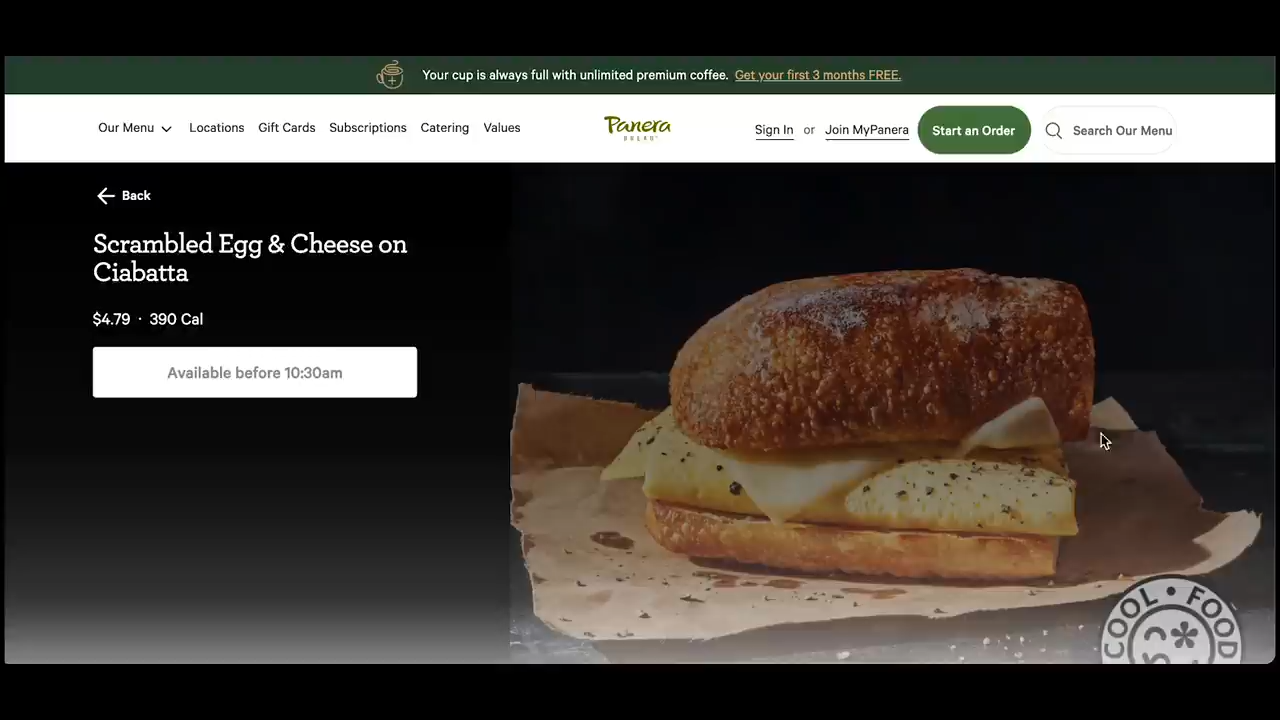 Your cup is always full with unlimited premium coffee. Get your first 3 months FREE.
Our Menu Locations Gift Cards Subscriptions Catering Values Panera BREAD Sign In or Join MyPanera Start an Order Search Our Menu
Back
Scrambled Egg & Cheese on
Ciabatta
$4.79 · 390 Cal
Available before 10:30am
COOL • FOOD